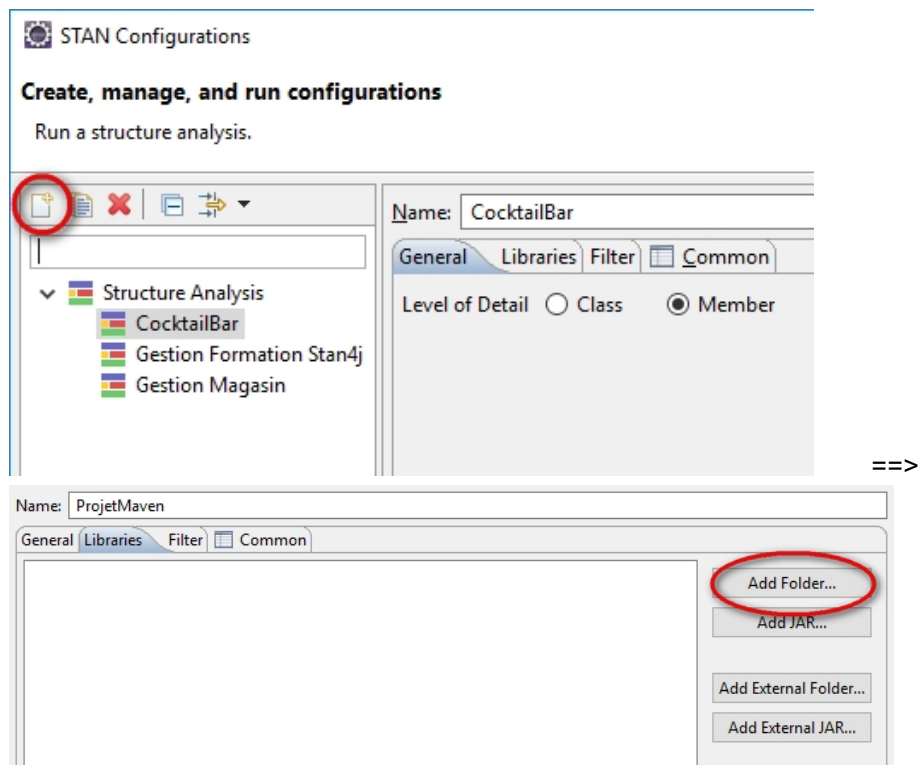 STAN Configurations
Create, manage, and run configurations
Run a structure analysis.
Name: CocktailBar
General Libraries Filter Common
Level of Detail Class Member
Structure Analysis
CocktailBar
Gestion Formation Stan4j
Gestion Magasin
==>
Name: ProjetMaven
General Libraries Filter Common
Add Folder...
Add JAR...
Add External Folder...
Add External JAR...